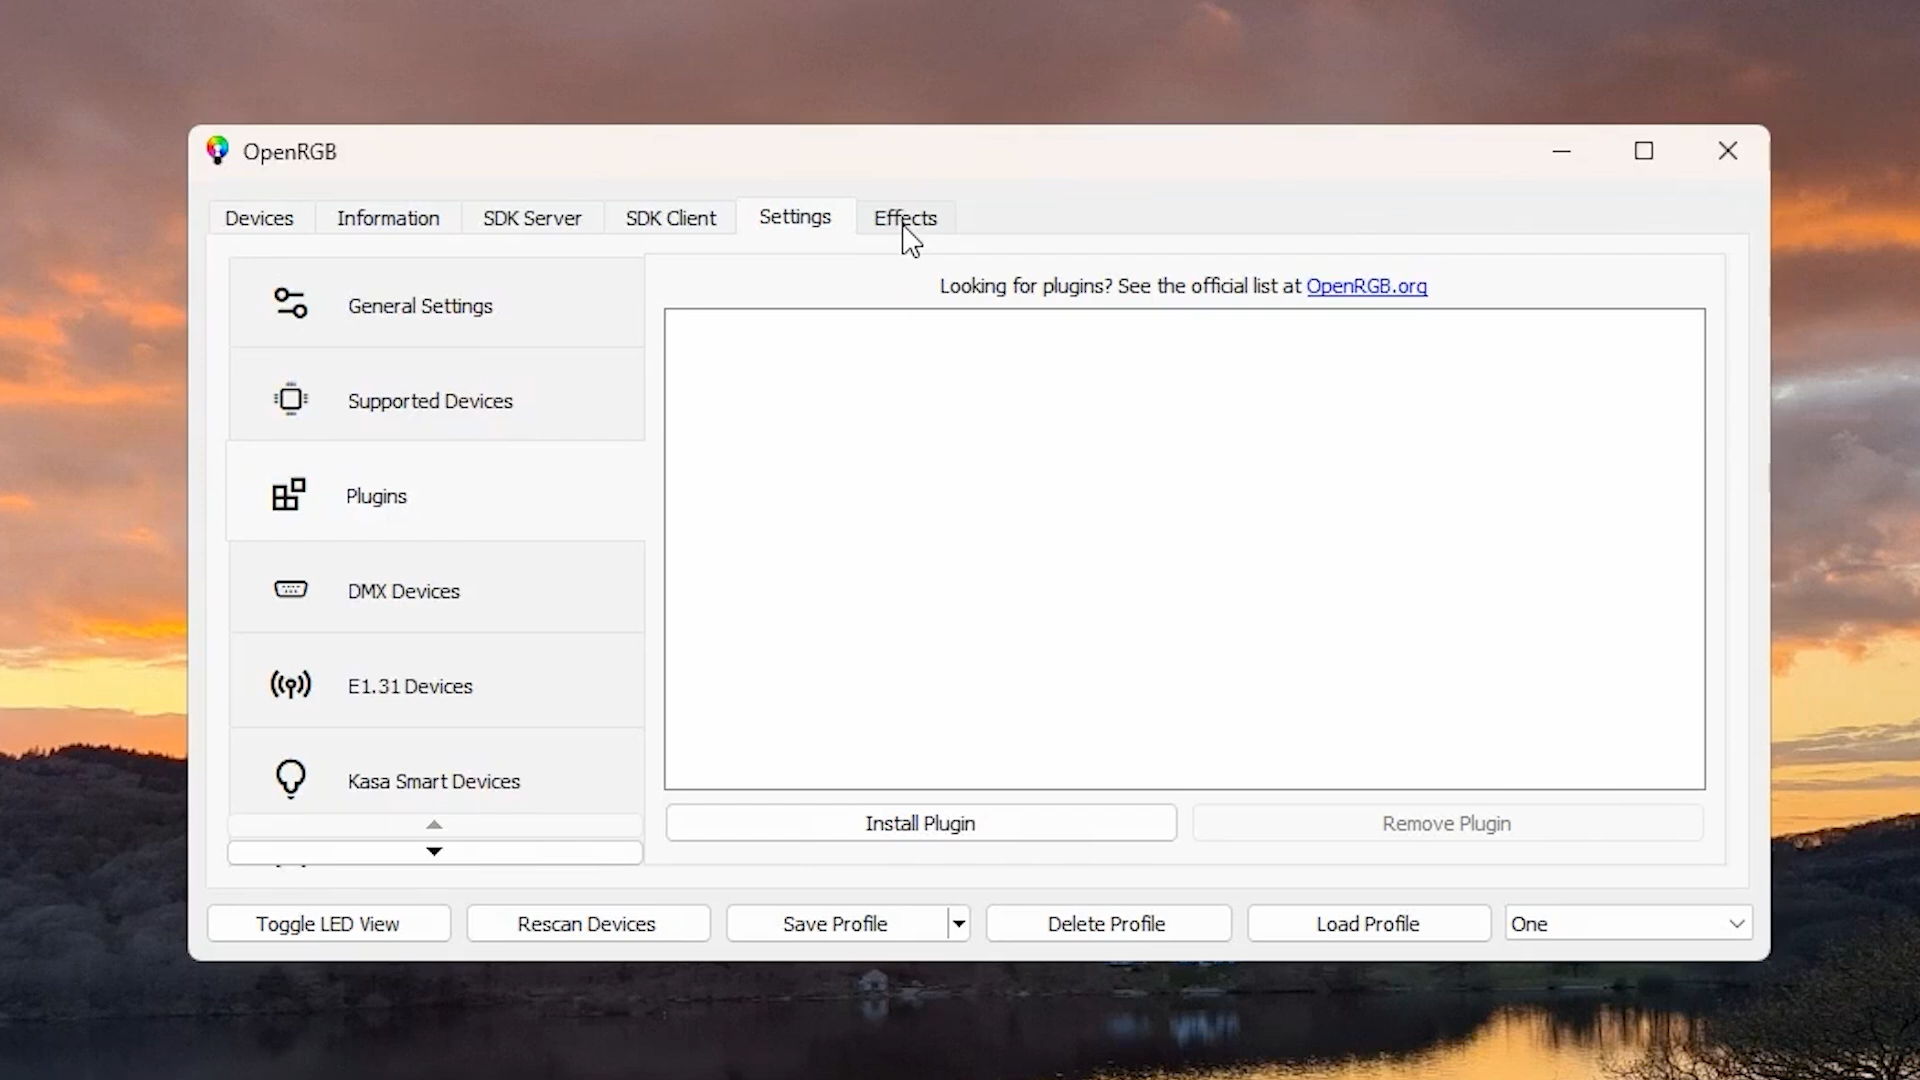 OpenRGB
Devices
Information
SDK Server
SDK Client
Settings
Effects
General Settings
Supported Devices
Plugins
DMX Devices
E1.31 Devices
Kasa Smart Devices
Looking for plugins? See the official list at OpenRGB.org
Install Plugin
Remove Plugin
Toggle LED View
Rescan Devices
Save Profile
Delete Profile
Load Profile
One